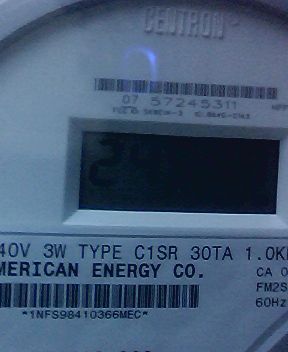 CENTRON
07 57245311
40V 3W TYPE C1SR 30TA 1.0K
MERICAN ENERGY CO.
CA 0
FM2S
60Hz
*1NFS98410366MEC*